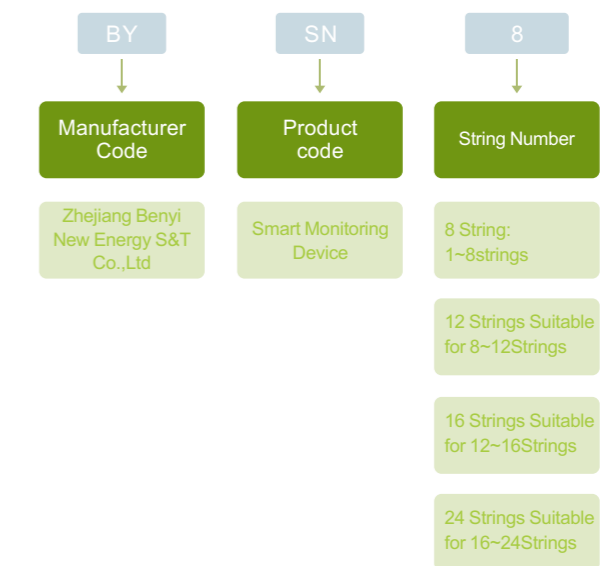 BY
SN
8
Manufacturer
Code
Product
code
String Number
Zhejiang Benyi
New Energy S&T
Co.,Ltd
Smart Monitoring
Device
8 String:
1~8strings
12 Strings Suitable
for 8~12Strings
16 Strings Suitable
for 12~16Strings
24 Strings Suitable
for 16~24Strings